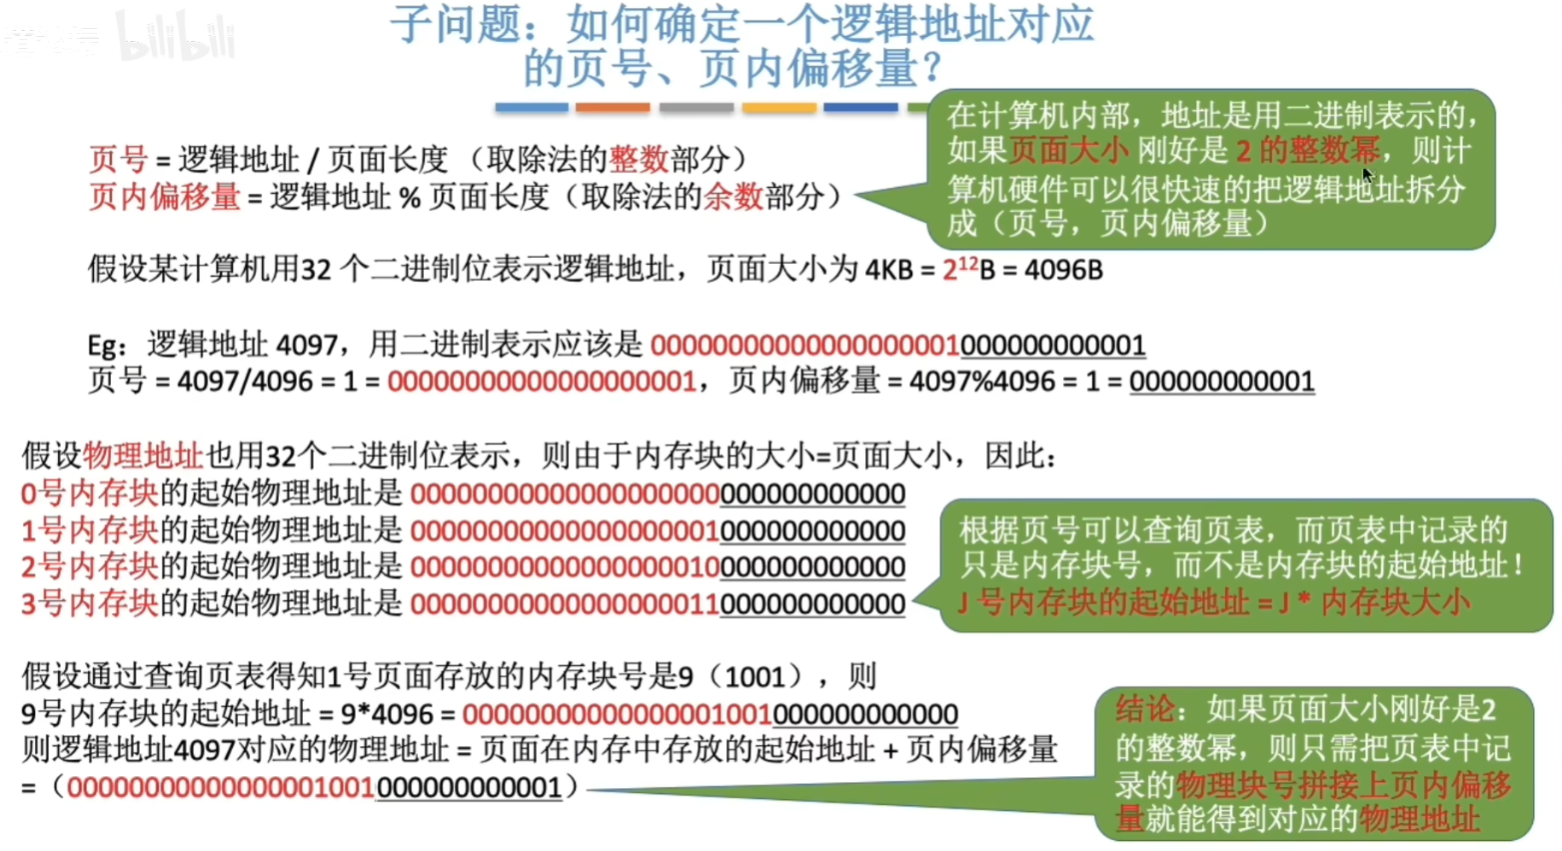 bilibili
子问题：如何确定一个逻辑地址对应
的页号、页内偏移量？
在计算机内部，地址是用二进制表示的，
如果页面大小 刚好是 2 的整数幂，则计
算机硬件可以很快速的把逻辑地址拆分
成（页号，页内偏移量）
页号 = 逻辑地址 / 页面长度 （取除法的整数部分）
页内偏移量 = 逻辑地址 % 页面长度（取除法的余数部分）
假设某计算机用32 个二进制位表示逻辑地址，页面大小为 4KB = 2¹²B = 4096B
Eg：逻辑地址 4097，用二进制表示应该是 00000000000000000001000000000001
页号 = 4097/4096 = 1 = 00000000000000000001，页内偏移量 = 4097%4096 = 1 = 000000000001
假设物理地址也用32个二进制位表示，则由于内存块的大小=页面大小，因此：
0号内存块的起始物理地址是 00000000000000000000000000000000
1号内存块的起始物理地址是 00000000000000000001000000000000
2号内存块的起始物理地址是 00000000000000000010000000000000
3号内存块的起始物理地址是 00000000000000000011000000000000
根据页号可以查询页表，而页表中记录的
只是内存块号，而不是内存块的起始地址！
J 号内存块的起始地址 = J * 内存块大小
假设通过查询页表得知1号页面存放的内存块号是9（1001），则
9号内存块的起始地址 = 9*4096 = 00000000000000001001000000000000
则逻辑地址4097对应的物理地址 = 页面在内存中存放的起始地址 + 页内偏移量
=（00000000000000001001000000000001）
结论：如果页面大小刚好是2
的整数幂，则只需把页表中记
录的物理块号拼接上页内偏移
量就能得到对应的物理地址